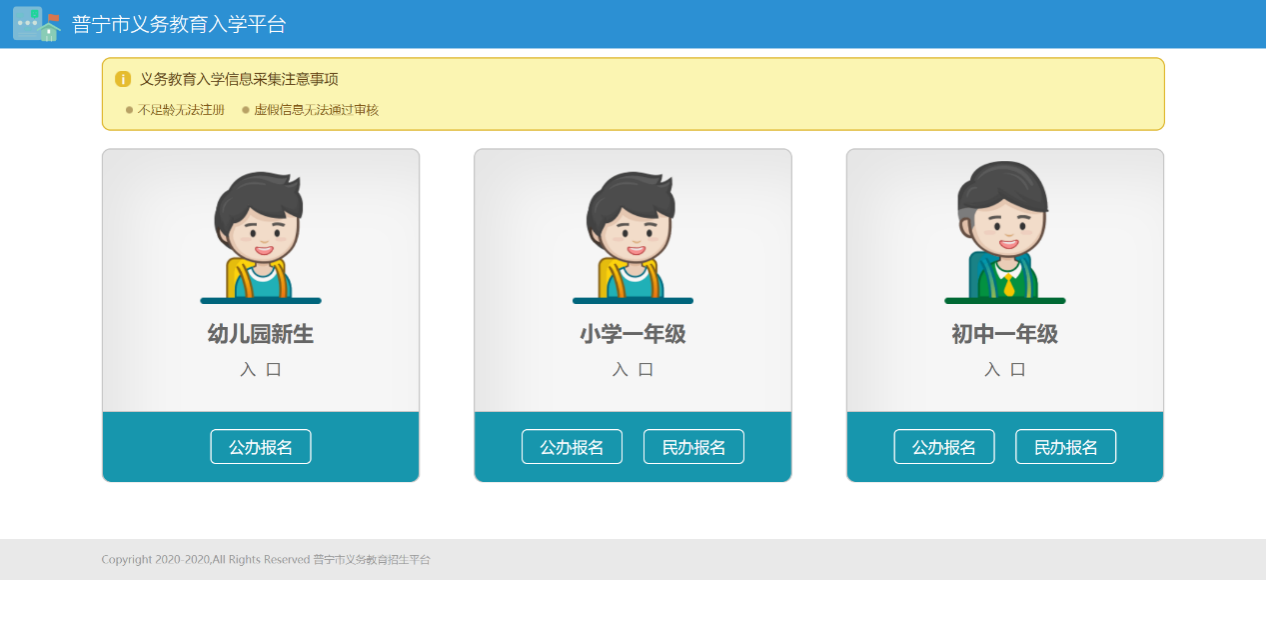 普宁市义务教育入学平台
义务教育入学信息采集注意事项
不足龄无法注册 虚假信息无法通过审核
幼儿园新生
入口
公办报名
小学一年级
入口
公办报名 民办报名
初中一年级
入口
公办报名 民办报名
Copyright 2020-2020,All Rights Reserved 普宁市义务教育招生平台